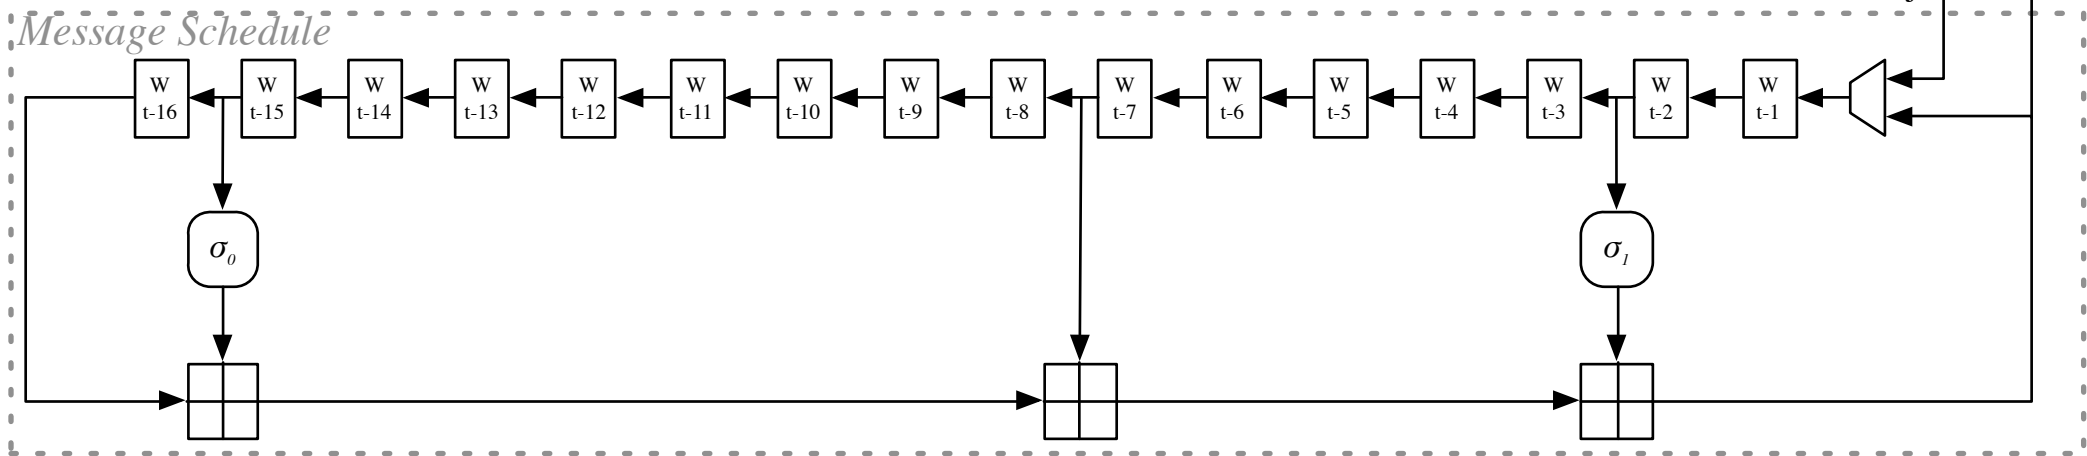 Message Schedule
W W W W W W W W W W W W W W W W
t-16 t-15 t-14 t-13 t-12 t-11 t-10 t-9 t-8 t-7 t-6 t-5 t-4 t-3 t-2 t-1
σ0 σ1